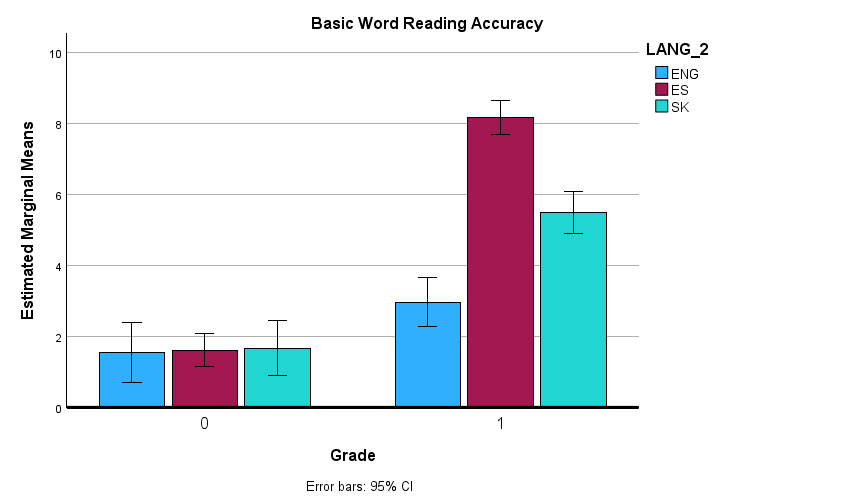 Basic Word Reading Accuracy
LANG_2
ENG
ES
SK
Estimated Marginal Means
10
8
6
4
2
0
0 1
Grade
Error bars: 95% CI